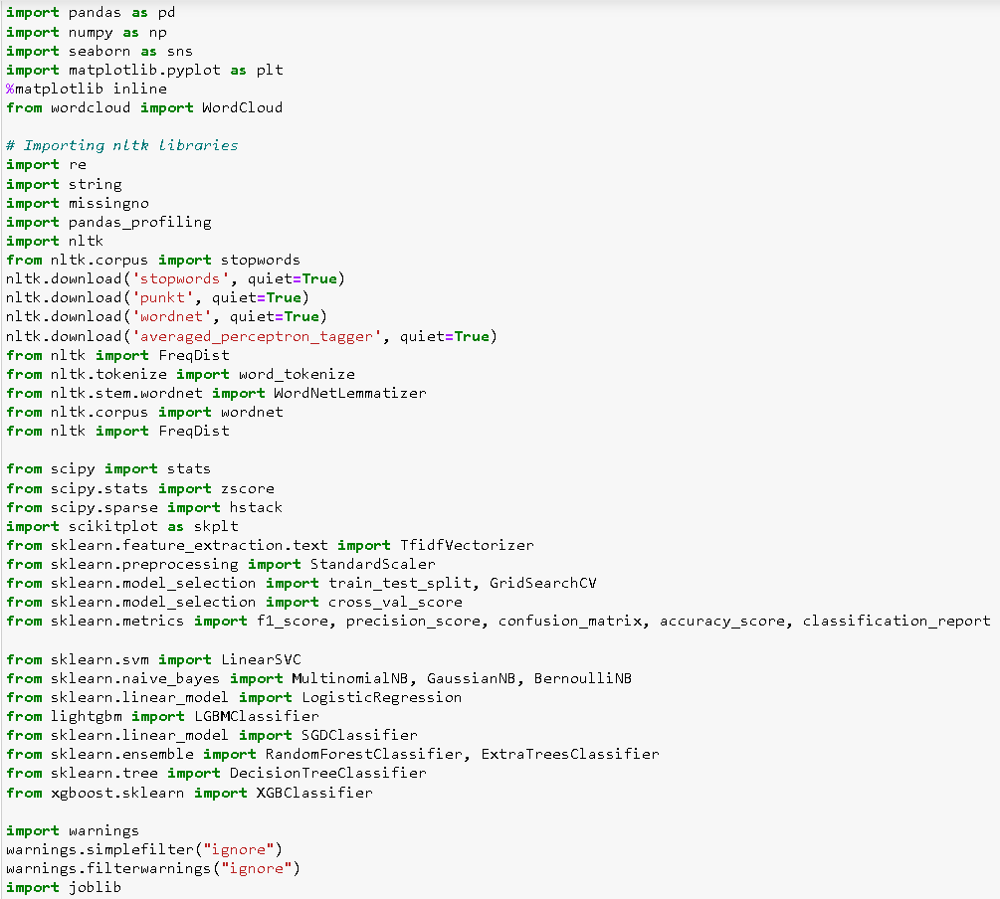 import pandas as pd
import numpy as np
import seaborn as sns
import matplotlib.pyplot as plt
%matplotlib inline
from wordcloud import WordCloud

# Importing nltk libraries
import re
import string
import missingno
import pandas_profiling
import nltk
from nltk.corpus import stopwords
nltk.download('stopwords', quiet=True)
nltk.download('punkt', quiet=True)
nltk.download('wordnet', quiet=True)
nltk.download('averaged_perceptron_tagger', quiet=True)
from nltk import FreqDist
from nltk.tokenize import word_tokenize
from nltk.stem.wordnet import WordNetLemmatizer
from nltk.corpus import wordnet
from nltk import FreqDist

from scipy import stats
from scipy.stats import zscore
from scipy.sparse import hstack
import scikitplot as skplt
from sklearn.feature_extraction.text import TfidfVectorizer
from sklearn.preprocessing import StandardScaler
from sklearn.model_selection import train_test_split, GridSearchCV
from sklearn.model_selection import cross_val_score
from sklearn.metrics import f1_score, precision_score, confusion_matrix, accuracy_score, classification_report

from sklearn.svm import LinearSVC
from sklearn.naive_bayes import MultinomialNB, GaussianNB, BernoulliNB
from sklearn.linear_model import LogisticRegression
from lightgbm import LGBMClassifier
from sklearn.linear_model import SGDClassifier
from sklearn.ensemble import RandomForestClassifier, ExtraTreesClassifier
from sklearn.tree import DecisionTreeClassifier
from xgboost.sklearn import XGBClassifier

import warnings
warnings.simplefilter("ignore")
warnings.filterwarnings("ignore")
import joblib